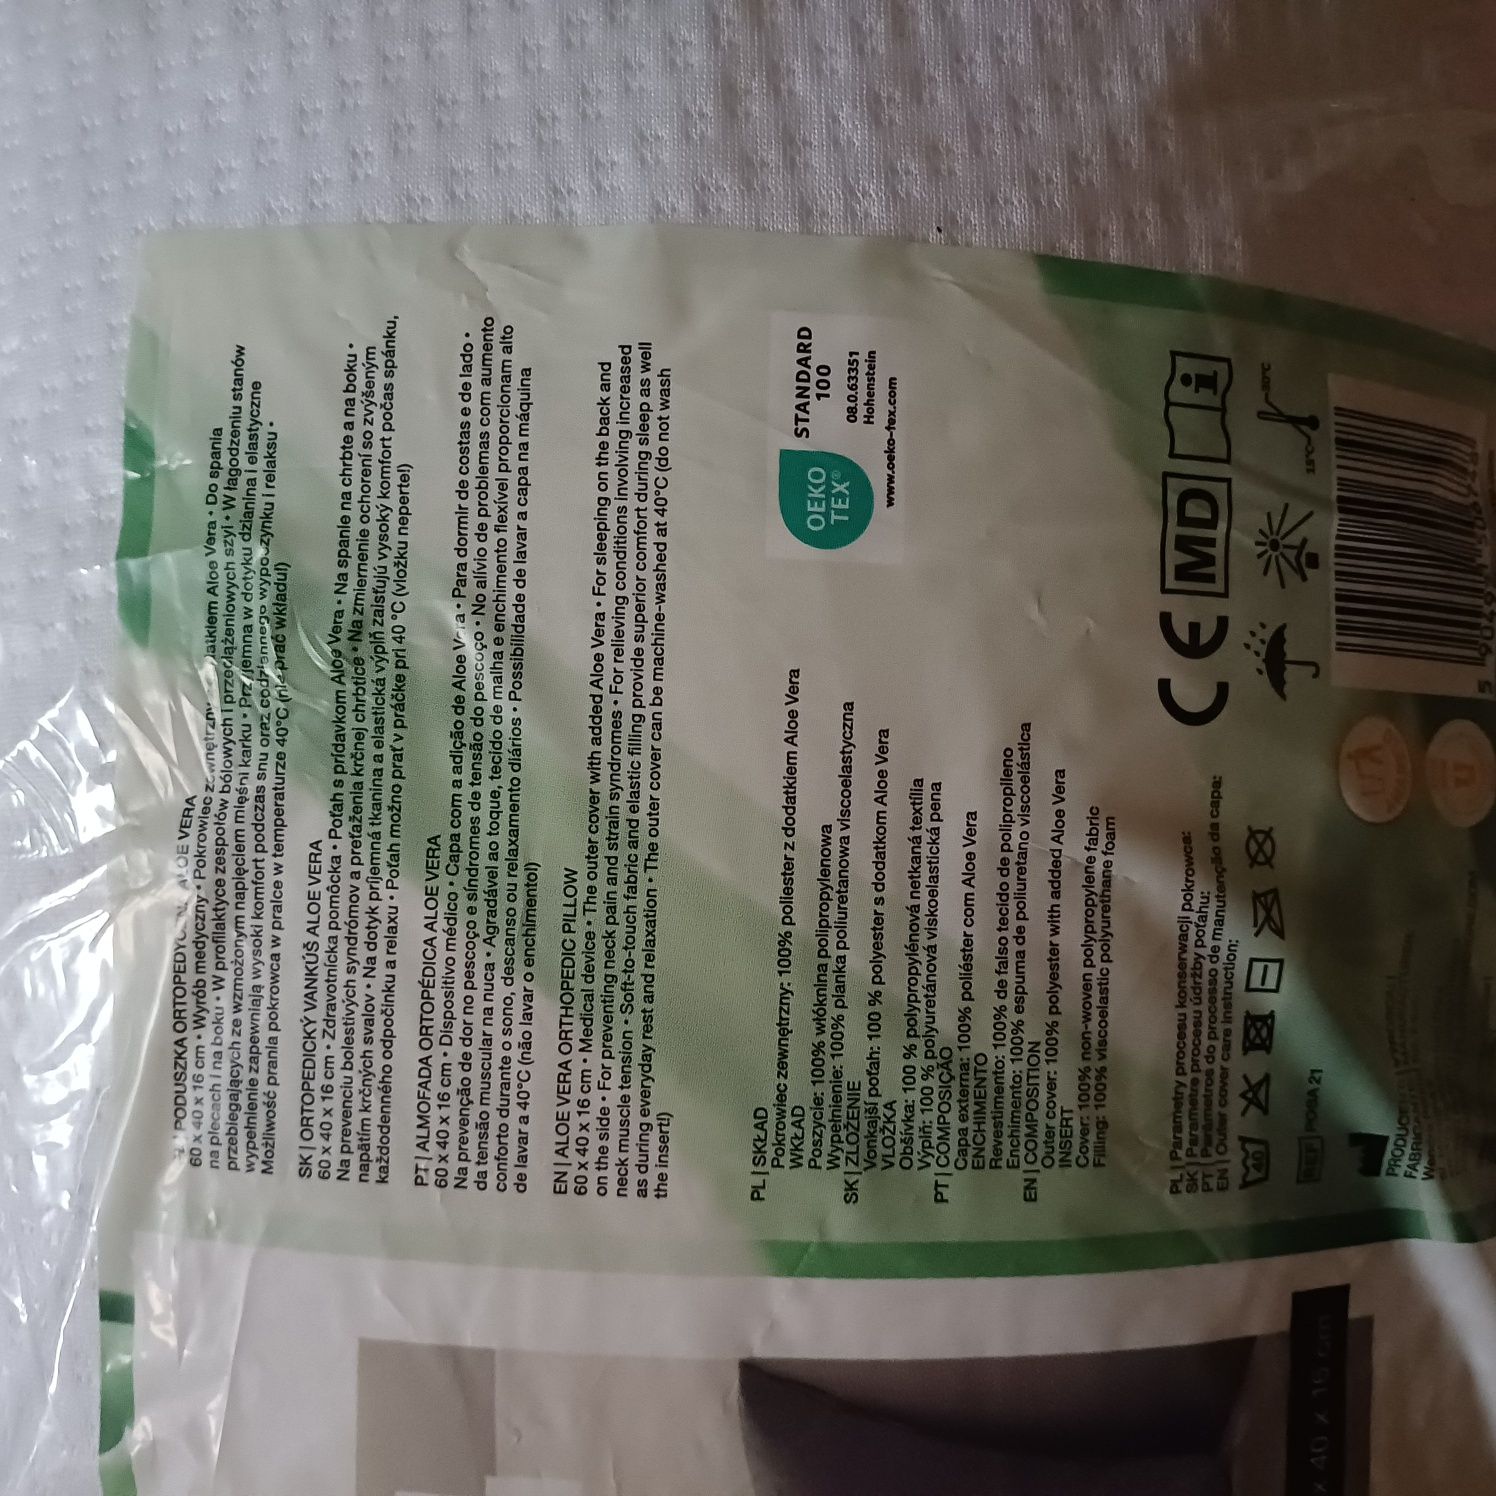 PODUSZKA ORTOPEDYCZNA ALOE VERA
60 x 40 x 16 cm • Wyrób medyczny • Pokrowiec zewnętrzny Aloe Vera • Do spania
na plecach i na boku • W profilaktyce zespołów bólowych i przeciążeniowych szyi • W łagodzeniu stanów
przebiegających ze wzmożonym napięciem mięśni karku • Przyjemna w dotyku dzianina i elastyczne
wypełnienie zapewniają wysoki komfort podczas snu oraz codziennego wypoczynku i relaksu •
Możliwość prania pokrowca w pralce w temperaturze 40°C (nie prać wkładu!)
SK | ORTOPEDICKÝ VANKÚŠ ALOE VERA
60 x 40 x 16 cm • Zdravotnícka pomôcka • Poťah s prídavkom Aloe Vera • Na spanie na chrbte a na boku •
Na prevenciu bolestivých syndrómov a preťaženia krčnej chrbtice • Na zmiernenie ochorení so zvýšeným
napätím krčných svalov • Na dotyk príjemná tkanina a elastická výplň zaisťujú vysoký komfort počas spánku,
každodenného odpočinku a relaxu • Poťah možno prať v práčke pri 40 °C (vložku neperte!)
PT | ALMOFADA ORTOPÉDICA ALOE VERA
60 x 40 x 16 cm • Dispositivo médico • Capa com a adição de Aloe Vera • Para dormir de costas e de lado •
Na prevenção de dor no pescoço e síndromes de tensão do pescoço • No alívio de problemas com aumento
da tensão muscular na nuca • Agradável ao toque, tecido de malha e enchimento flexível proporcionam alto
conforto durante o sono, descanso ou relaxamento diários • Possibilidade de lavar a capa na máquina
de lavar a 40°C (não lavar o enchimento!)
EN | ALOE VERA ORTHOPEDIC PILLOW
60 x 40 x 16 cm • Medical device • The outer cover with added Aloe Vera • For sleeping on the back and
on the side • For preventing neck pain and strain syndromes • For relieving conditions involving increased
neck muscle tension • Soft-to-touch fabric and elastic filling provide superior comfort during sleep as well
as during everyday rest and relaxation • The outer cover can be machine-washed at 40°C (do not wash
the insert!)
PL | SKŁAD
Pokrowiec zewnętrzny: 100% poliester z dodatkiem Aloe Vera
WKŁAD
Poszycie: 100% włóknina polipropylenowa
Wypełnienie: 100% pianka poliuretanowa viscoelastyczna
SK | ZLOŽENIE
Vonkajší poťah: 100 % polyester s dodatkom Aloe Vera
VLOŽKA
Obšívka: 100 % polypropylénová netkaná textília
Výplň: 100 % polyuretánová viskoelastická pena
PT | COMPOSIÇÃO
Capa externa: 100% poliéster com Aloe Vera
ENCHIMENTO
Revestimento: 100% de falso tecido de polipropileno
Enchimento: 100% espuma de poliuretano viscoelástica
EN | COMPOSITION
Outer cover: 100% polyester with added Aloe Vera
INSERT
Cover: 100% non-woven polypropylene fabric
Filling: 100% viscoelastic polyurethane foam
OEKO
TEX®
STANDARD
100
08.0.63351
Hohenstein
www.oeko-tex.com
PL | Parametry procesu konserwacji pokrowca:
SK | Parametre procesu údržby poťahu:
PT | Parâmetros do processo de manutenção da capa:
EN | Outer cover care instruction:
40
CE MD i
15°C
30°C
REF POSA 21
x 40 x 16 cm